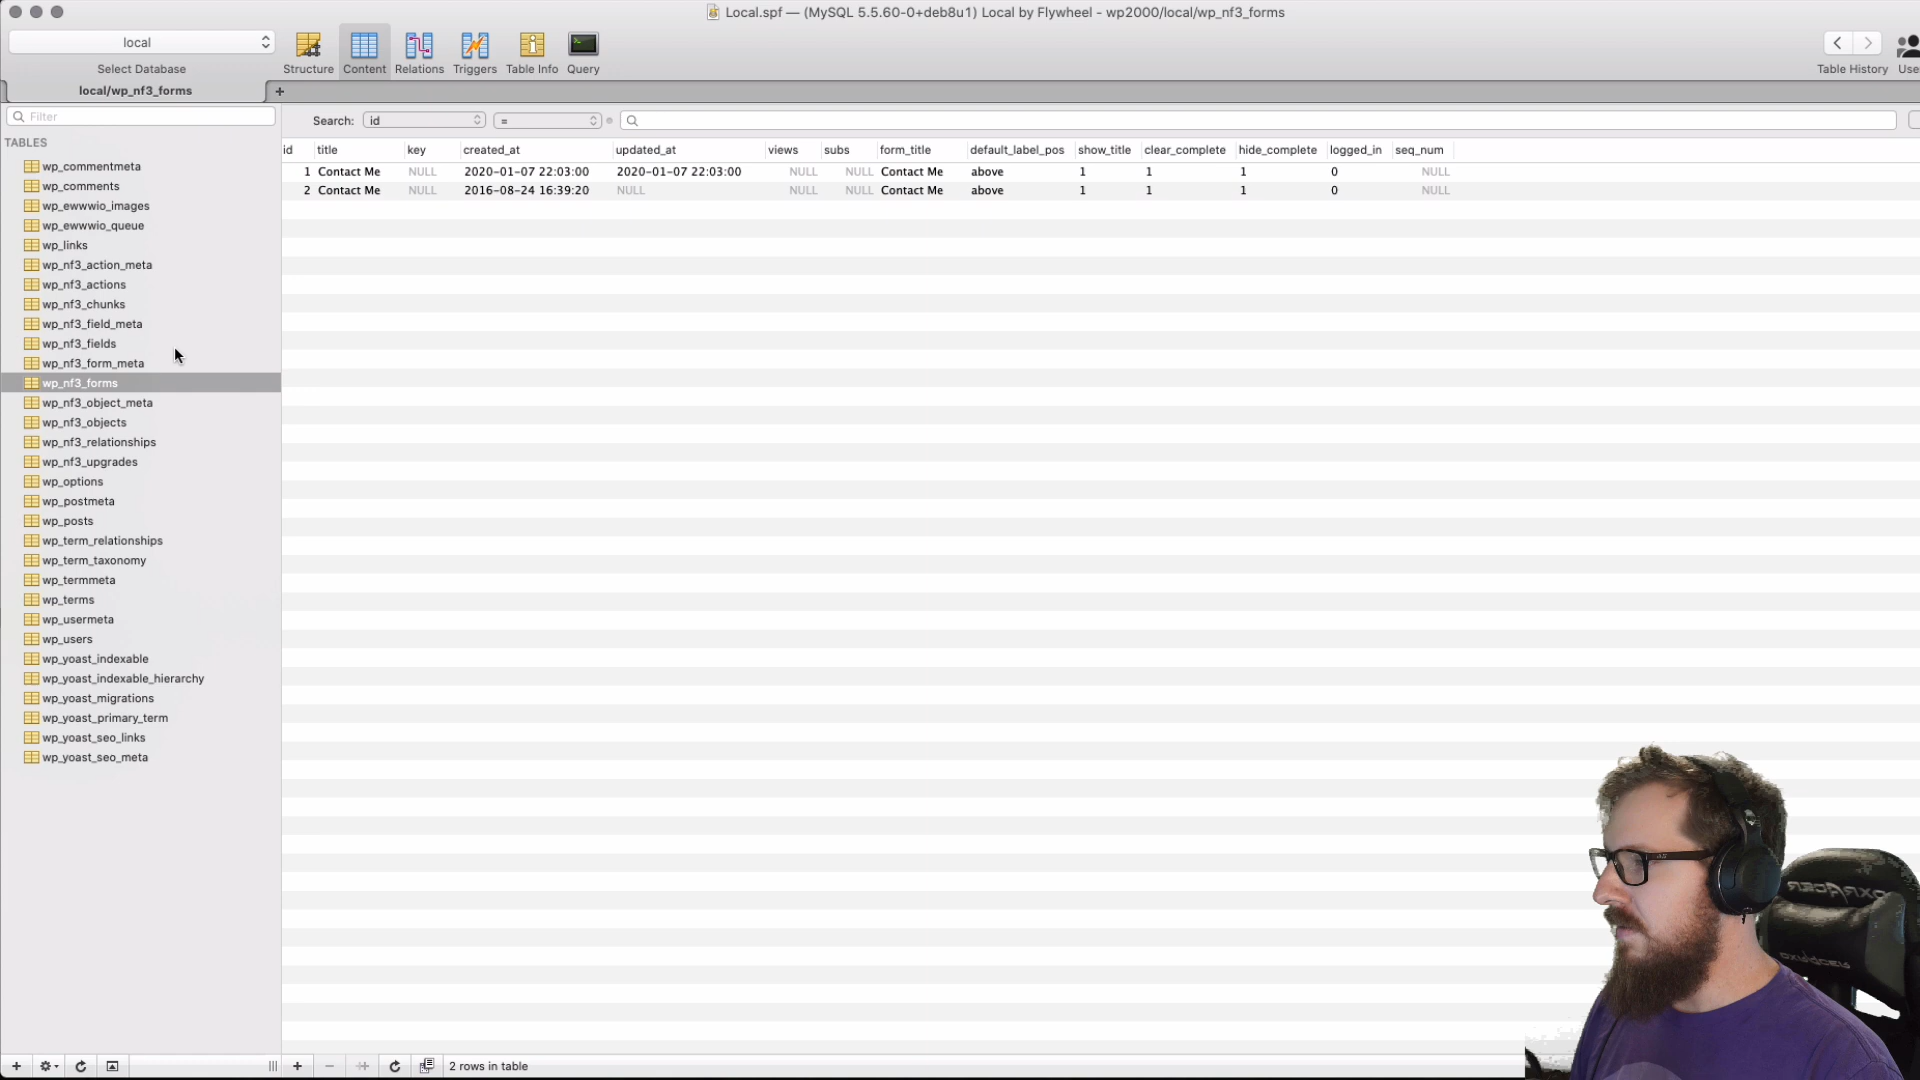 Local.spf — (MySQL 5.5.60-0+deb8u1) Local by Flywheel - wp2000/local/wp_nf3_forms
local
Select Database
Structure Content Relations Triggers Table Info Query
Table History Use
local/wp_nf3_forms +
Filter
Search: id =
TABLES
id title key created_at updated_at views subs form_title default_label_pos show_title clear_complete hide_complete logged_in seq_num
1 Contact Me NULL 2020-01-07 22:03:00 2020-01-07 22:03:00 NULL NULL Contact Me above 1 1 1 0 NULL
2 Contact Me NULL 2016-08-24 16:39:20 NULL NULL NULL Contact Me above 1 1 1 0 NULL
wp_commentmeta
wp_comments
wp_ewwwio_images
wp_ewwwio_queue
wp_links
wp_nf3_action_meta
wp_nf3_actions
wp_nf3_chunks
wp_nf3_field_meta
wp_nf3_fields
wp_nf3_form_meta
wp_nf3_forms
wp_nf3_object_meta
wp_nf3_objects
wp_nf3_relationships
wp_nf3_upgrades
wp_options
wp_postmeta
wp_posts
wp_term_relationships
wp_term_taxonomy
wp_termmeta
wp_terms
wp_usermeta
wp_users
wp_yoast_indexable
wp_yoast_indexable_hierarchy
wp_yoast_migrations
wp_yoast_primary_term
wp_yoast_seo_links
wp_yoast_seo_meta
2 rows in table